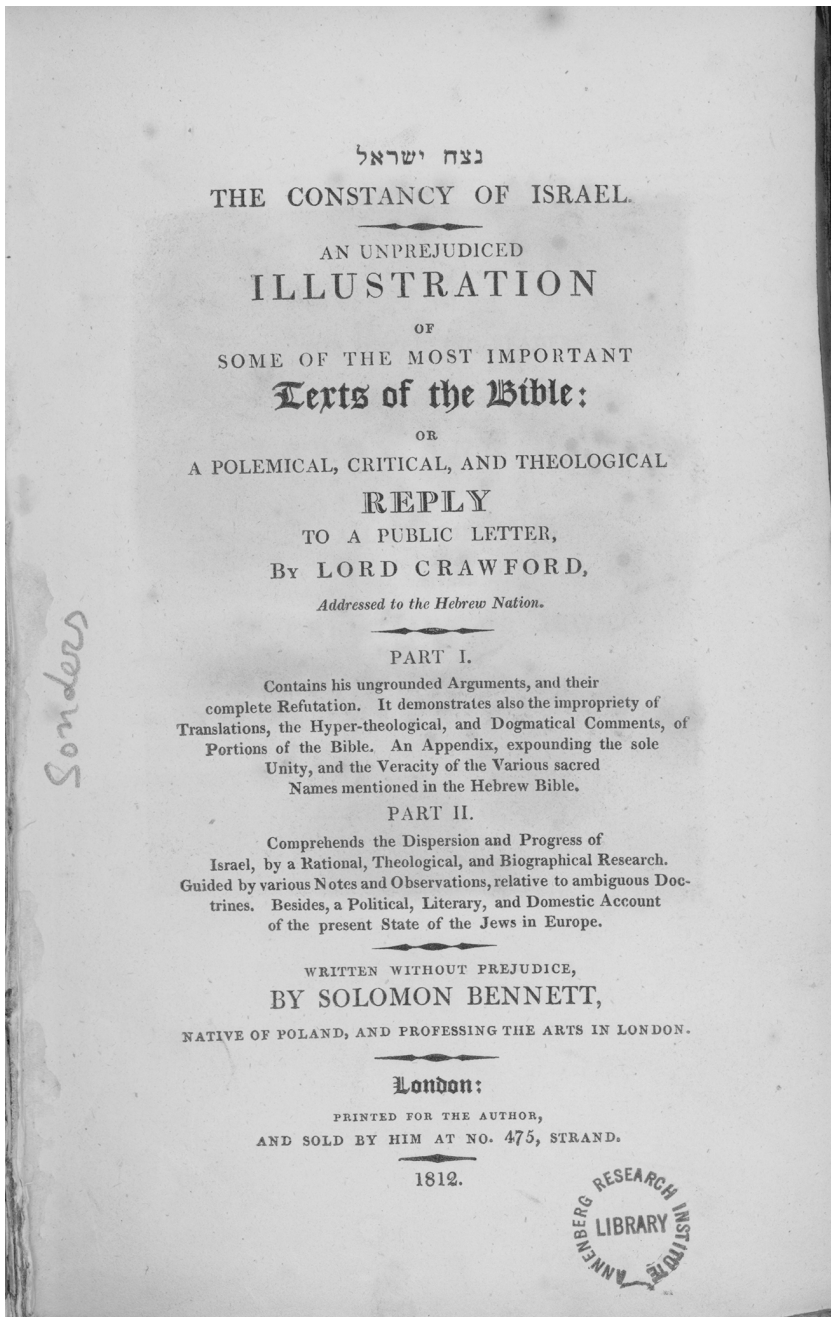 נצח ישראל
THE CONSTANCY OF ISRAEL.
AN UNPREJUDICED
ILLUSTRATION
OF
SOME OF THE MOST IMPORTANT
Texts of the Bible:
OR
A POLEMICAL, CRITICAL, AND THEOLOGICAL
REPLY
TO A PUBLIC LETTER,
BY LORD CRAWFORD,
Addressed to the Hebrew Nation.
PART I.
Contains his ungrounded Arguments, and their
complete Refutation. It demonstrates also the impropriety of
Translations, the Hyper-theological, and Dogmatical Comments, of
Portions of the Bible. An Appendix, expounding the sole
Unity, and the Veracity of the Various sacred
Names mentioned in the Hebrew Bible.
PART II.
Comprehends the Dispersion and Progress of
Israel, by a Rational, Theological, and Biographical Research.
Guided by various Notes and Observations, relative to ambiguous Doc-
trines. Besides, a Political, Literary, and Domestic Account
of the present State of the Jews in Europe.
WRITTEN WITHOUT PREJUDICE,
BY SOLOMON BENNETT,
NATIVE OF POLAND, AND PROFESSING THE ARTS IN LONDON.
London:
PRINTED FOR THE AUTHOR,
AND SOLD BY HIM AT NO. 475, STRAND.
1812.
Sonders
ANNENBERG RESEARCH INSTITUTE
LIBRARY